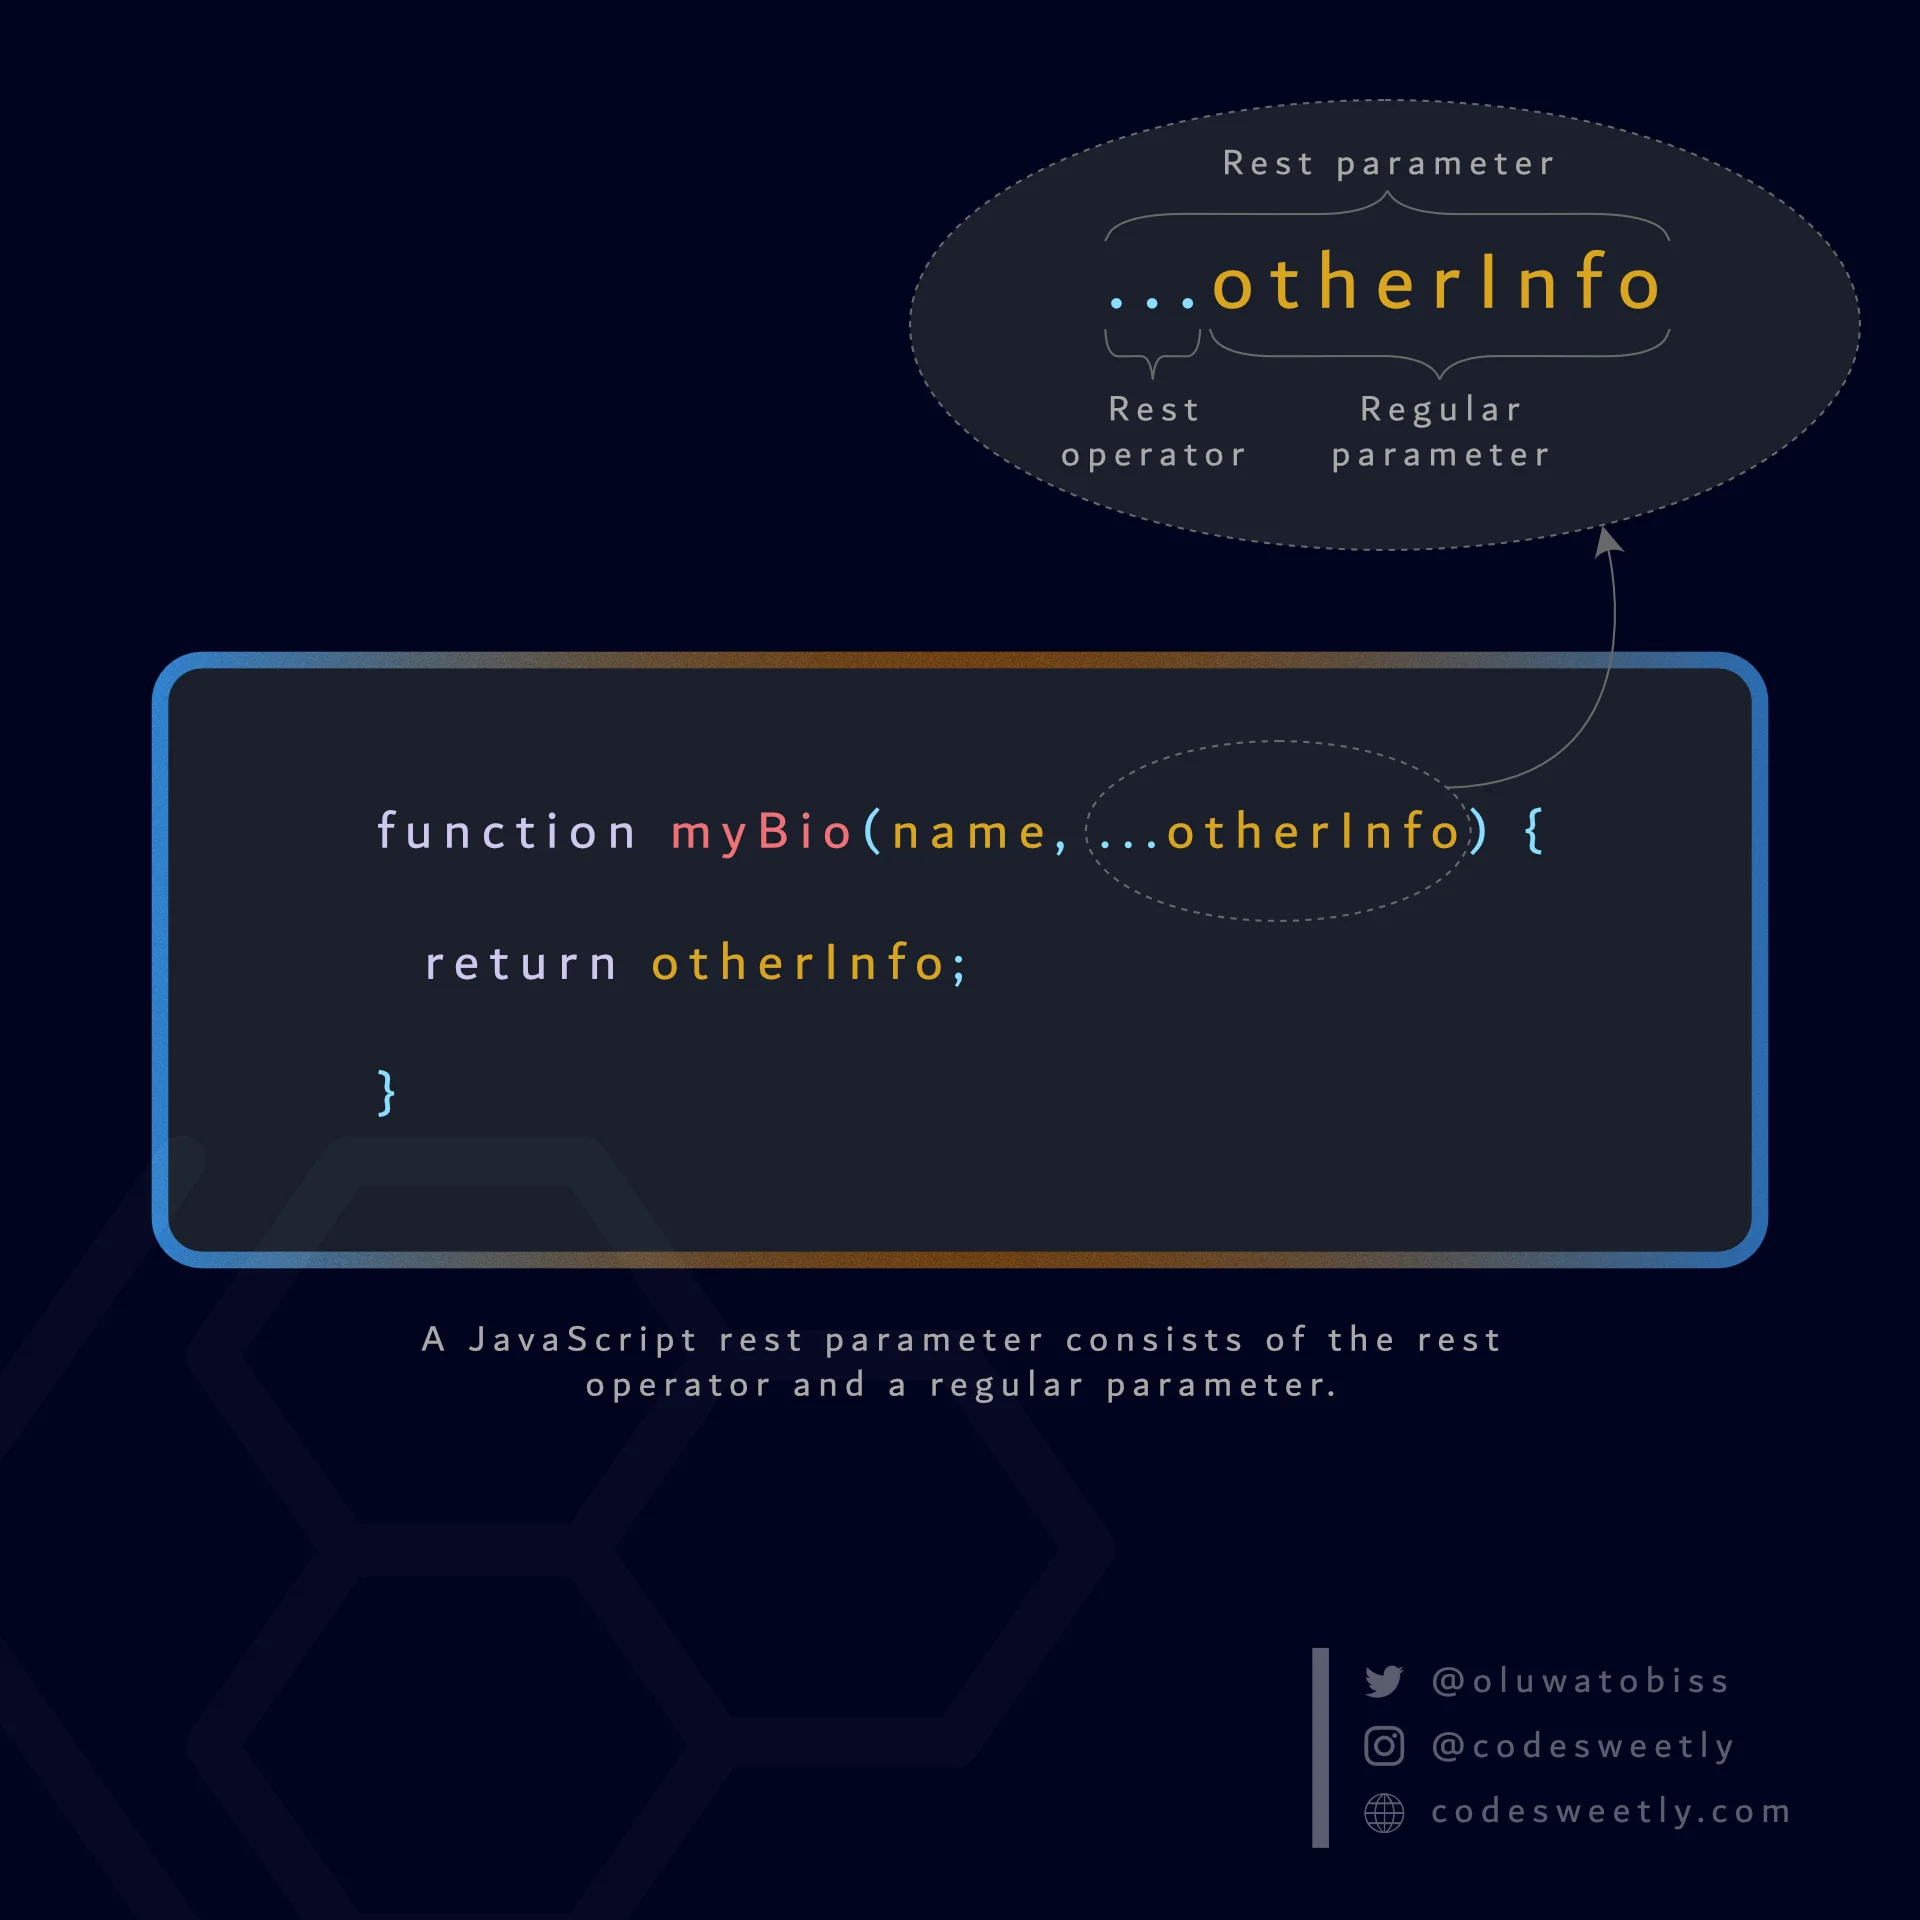 Rest parameter
...otherInfo
Rest operator
Regular parameter
function myBio(name, ...otherInfo) {
return otherInfo;
}
A JavaScript rest parameter consists of the rest
operator and a regular parameter.
@oluwatobiss
@codesweetly
codesweetly.com